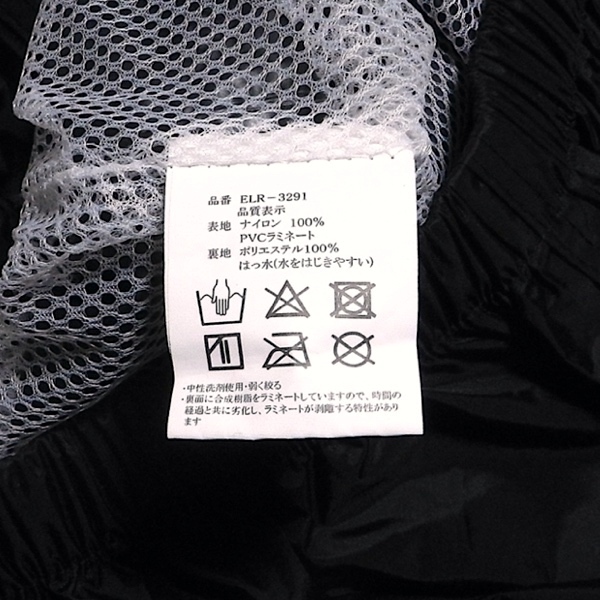 品番 ELR-3291
品質表示
表地 ナイロン 100%
PVCラミネート
裏地 ポリエステル100%
はっ水(水をはじきやすい)
・中性洗剤使用・弱く絞る
・裏面に合成樹脂をラミネートしていますので、時間の
経過と共に劣化し、ラミネートが剥離する特性があり
ます